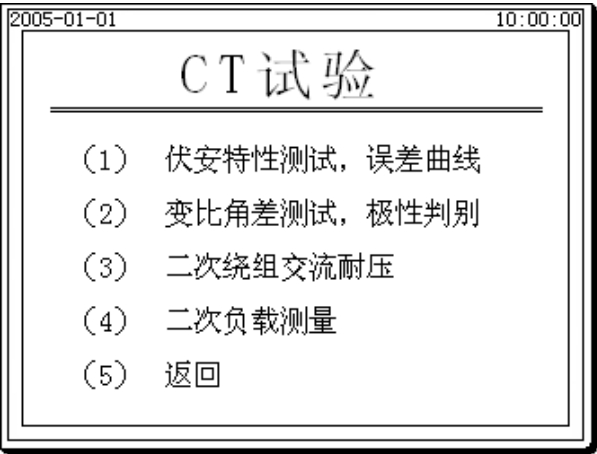 2005-01-01 10:00:00
CT试验
(1) 伏安特性测试，误差曲线
(2) 变比角差测试，极性判别
(3) 二次绕组交流耐压
(4) 二次负载测量
(5) 返回